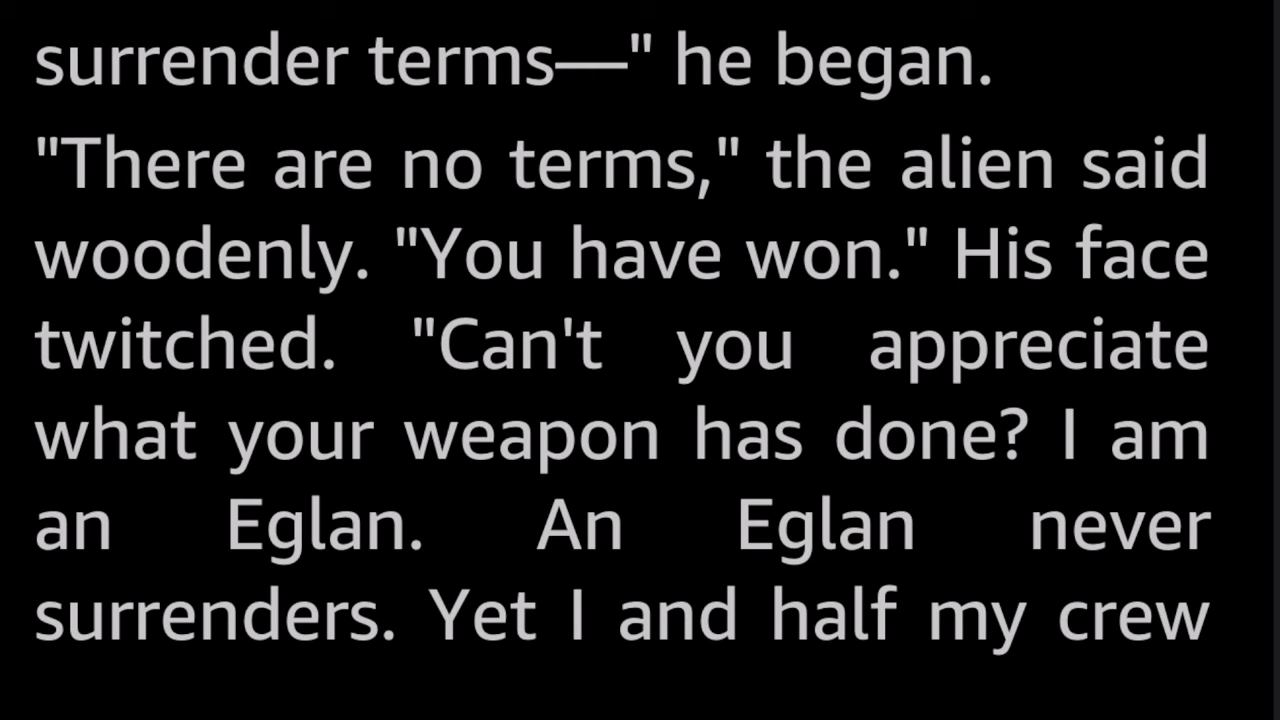 surrender terms—" he began.
"There are no terms," the alien said
woodenly. "You have won." His face
twitched. "Can't you appreciate
what your weapon has done? I am
an Eglan. An Eglan never
surrenders. Yet I and half my crew